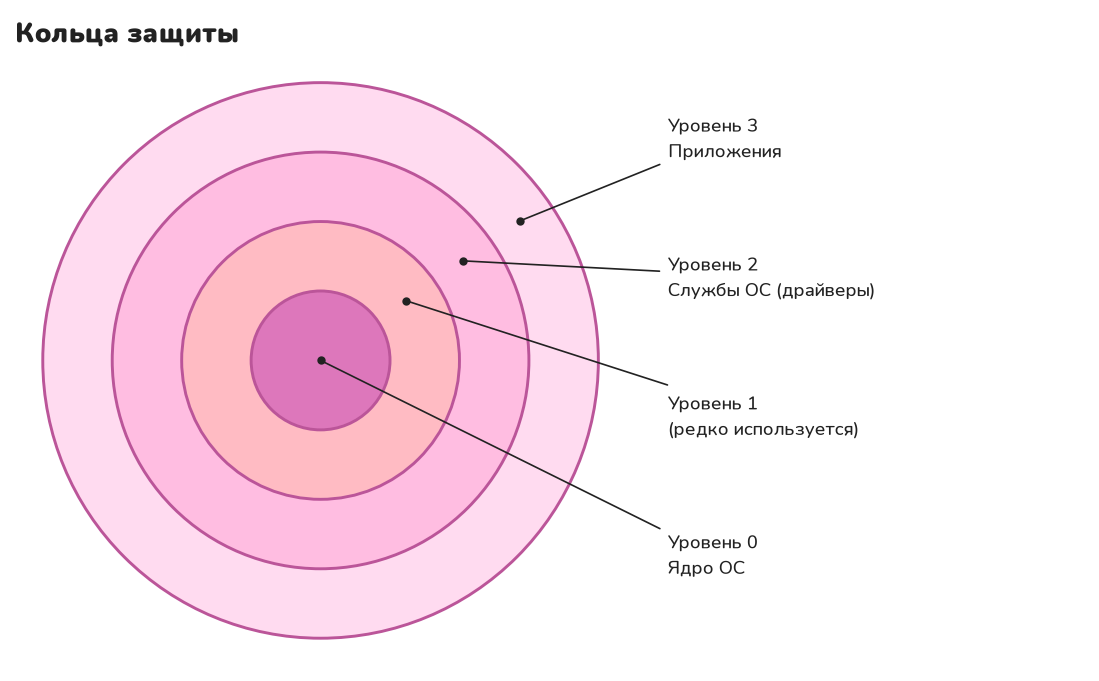 Кольца защиты
Уровень 3
Приложения
Уровень 2
Службы ОС (драйверы)
Уровень 1
(редко используется)
Уровень 0
Ядро ОС